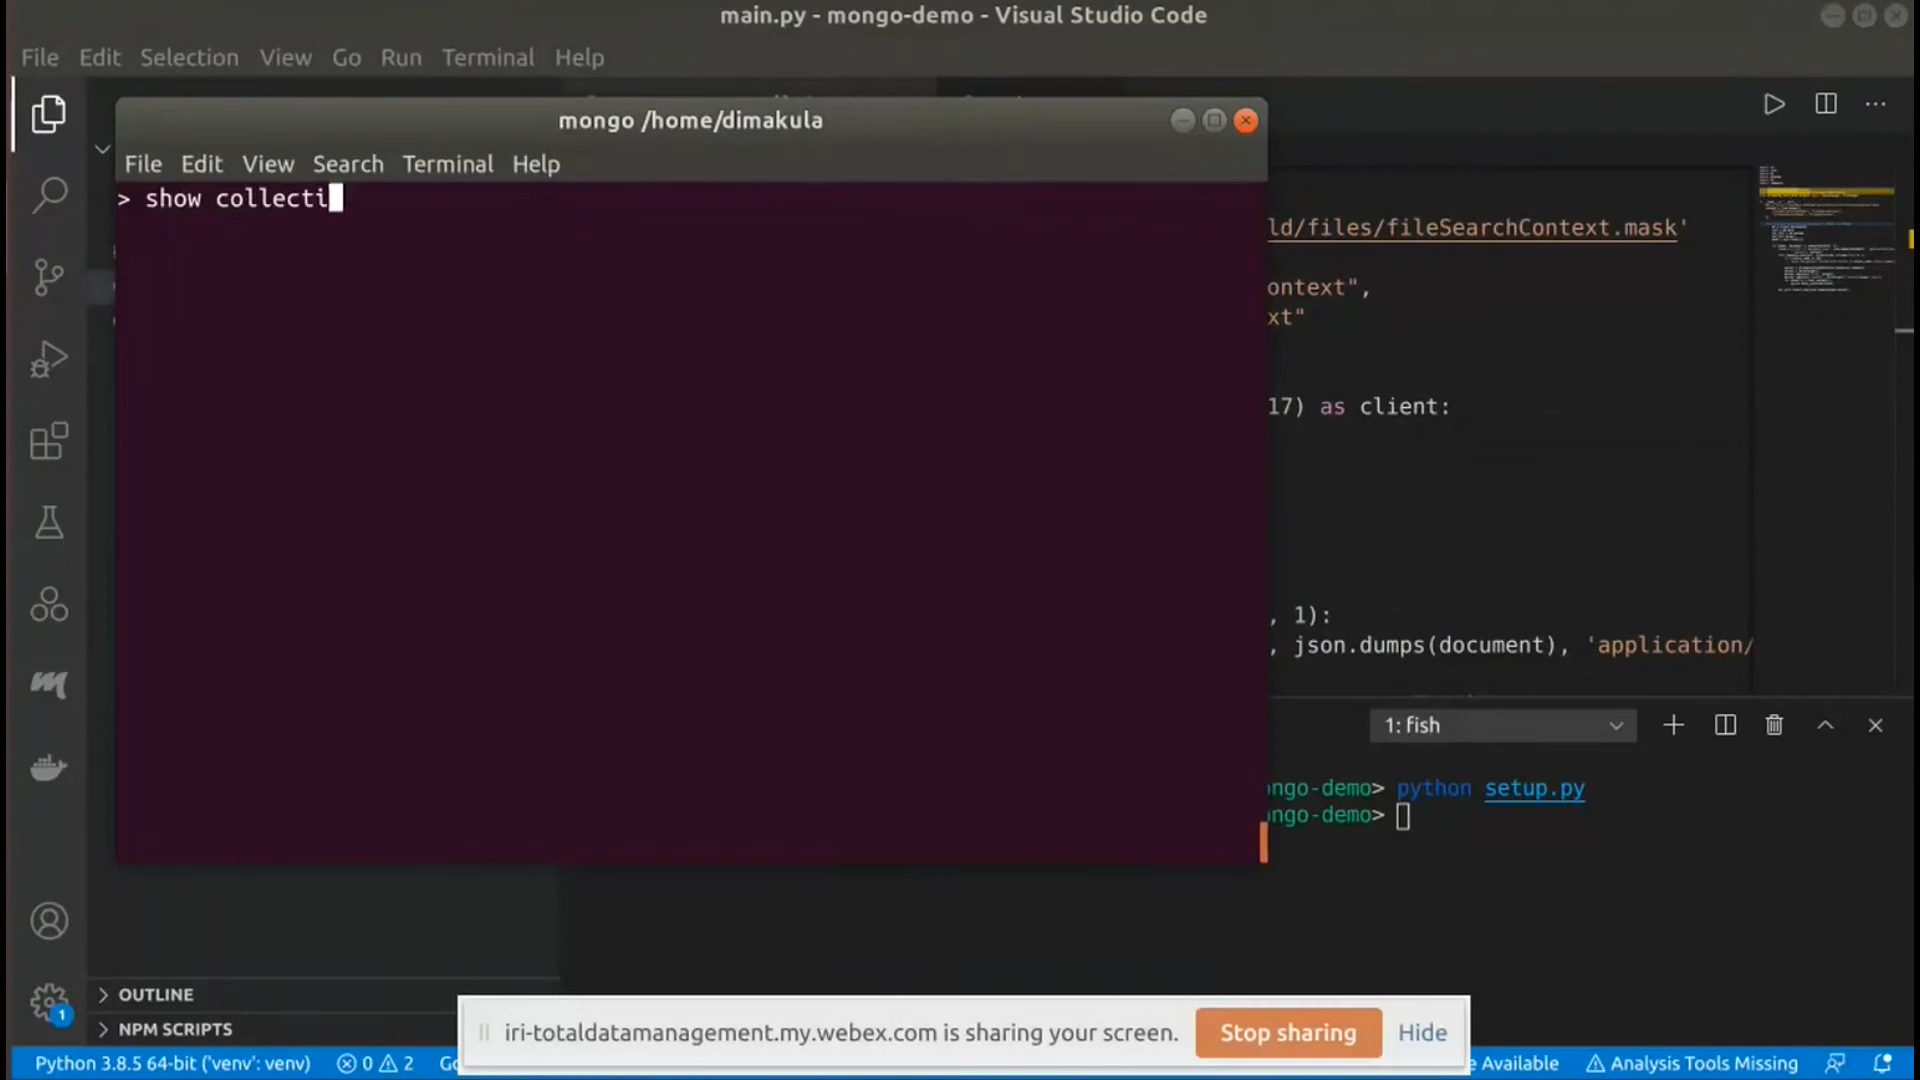 main.py - mongo-demo - Visual Studio Code
File Edit Selection View Go Run Terminal Help
mongo /home/dimakula
File Edit View Search Terminal Help
> show collecti
ld/files/fileSearchContext.mask'
ontext",
xt"
17) as client:
, 1):
, json.dumps(document), 'application/
1: fish
ongo-demo> python setup.py
ongo-demo>
OUTLINE
NPM SCRIPTS
1
iri-totaldatamanagement.my.webex.com is sharing your screen. Stop sharing Hide
Python 3.8.5 64-bit ('venv': venv) 0 2 Go e Available Analysis Tools Missing